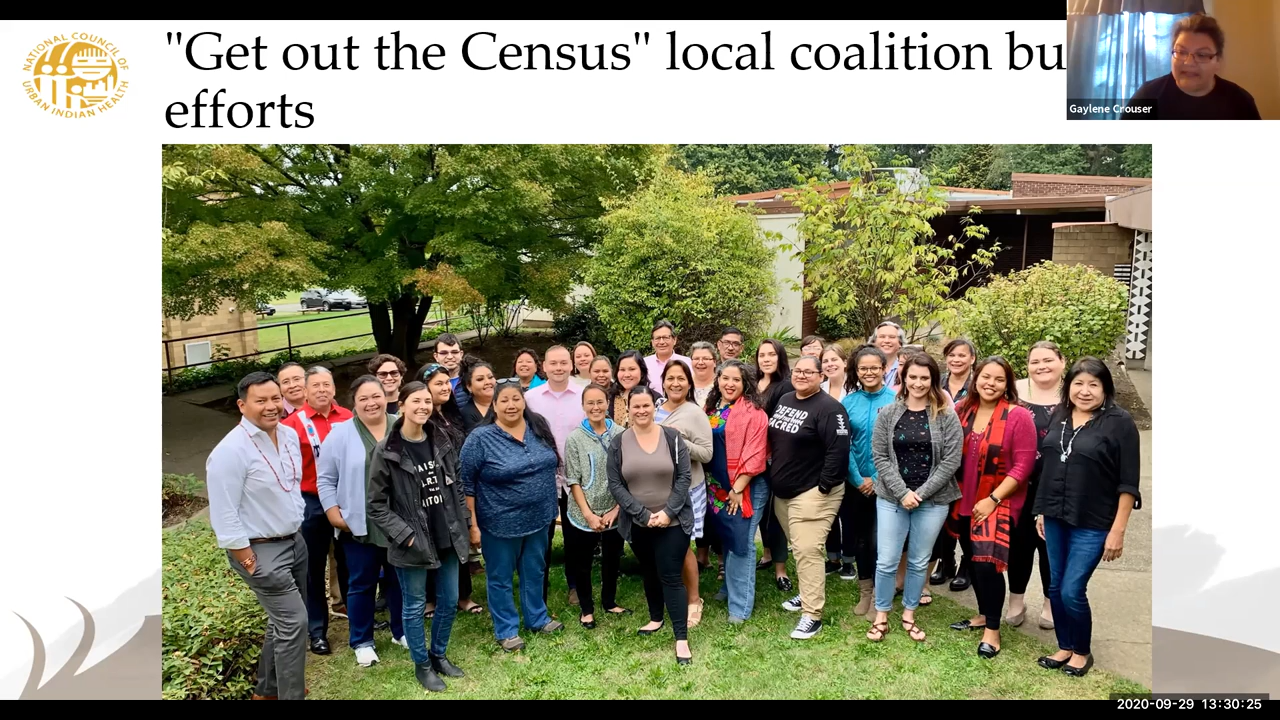 "Get out the Census" local coalition bu
efforts
NATIONAL COUNCIL OF
URBAN INDIAN HEALTH
Gaylene Crouser
DEFEND
SACRED
2020-09-29 13:30:25